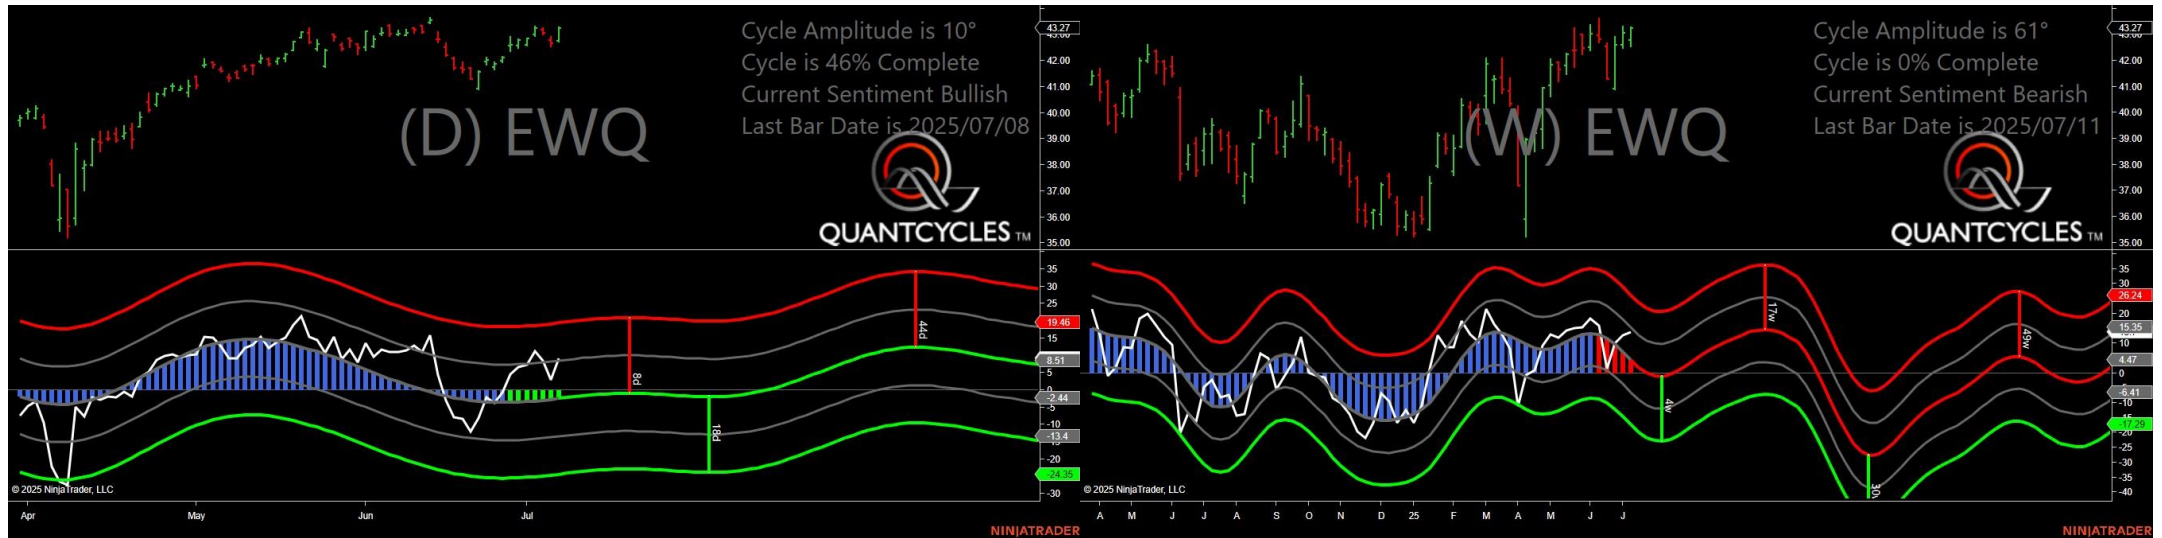 Cycle Amplitude is 10°
Cycle is 46% Complete
Current Sentiment Bullish
Last Bar Date is 2025/07/08
(D) EWQ
QUANTCYCLES TM
43.27
43.00
42.00
41.00
40.00
39.00
38.00
37.00
36.00
35.00
35
30
25
19.46
15
8.51
5
0
-2.44
-5
-10
-13.4
-20
-24.35
-30
8d
18d
44d
© 2025 NinjaTrader, LLC
Apr May Jun Jul
NINJATRADER
Cycle Amplitude is 61°
Cycle is 0% Complete
Current Sentiment Bearish
Last Bar Date is 2025/07/11
(W) EWQ
QUANTCYCLES TM
43.27
43.00
42.00
41.00
40.00
39.00
38.00
37.00
36.00
35.00
35
26.24
20
15.35
10
4.47
0
-6.41
-10
-17.29
-20
-25
-30
-35
-40
4w
17w
30
49w
© 2025 NinjaTrader, LLC
A M J J A S O N D 25 F M A M J J
NINJATRADER